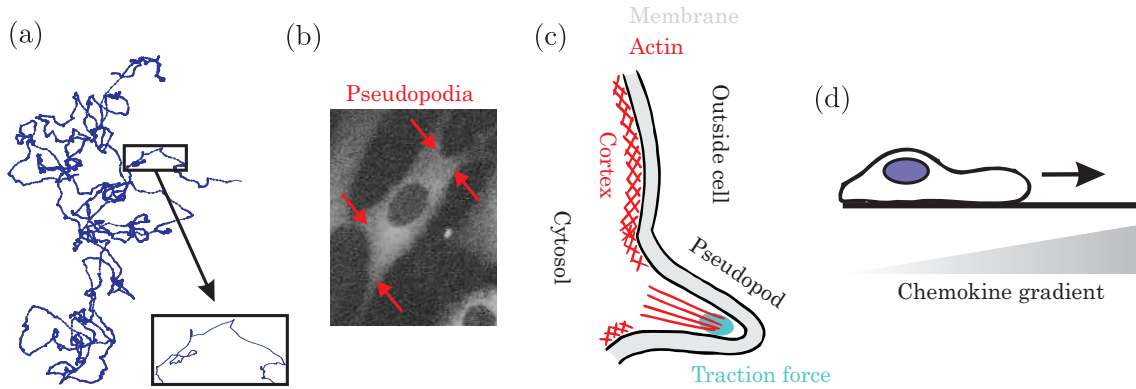 (a)
(b)
Pseudopodia
(c)
Membrane
Actin
Cortex
Outside cell
Cytosol
Pseudopod
Traction force
(d)
Chemokine gradient